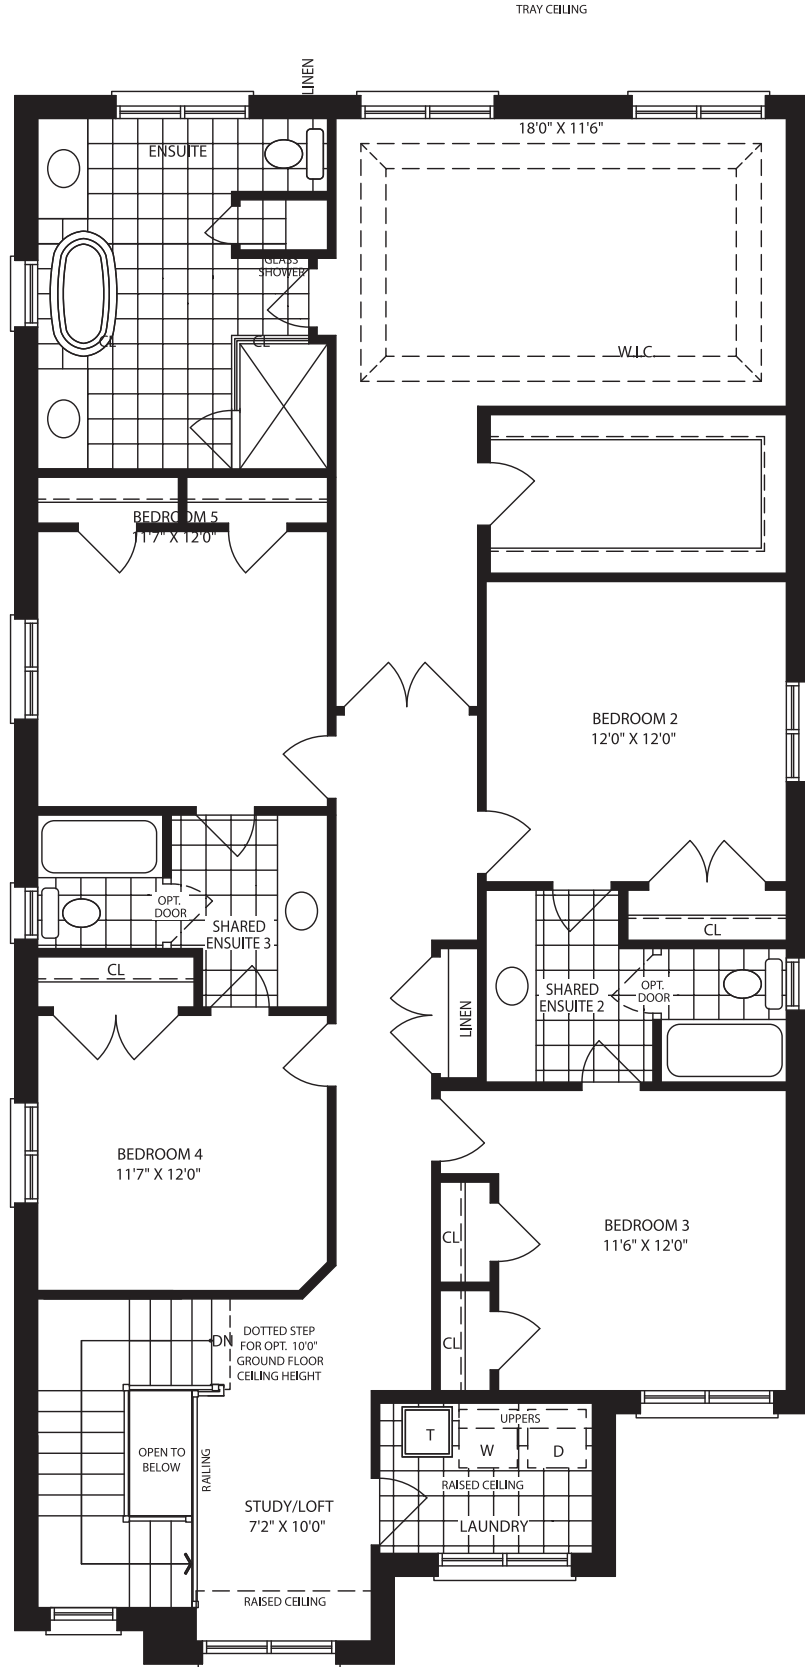 TRAY CEILING
LINEN
18'0" X 11'6"
ENSUITE
GLASS
SHOWER
CL
CL
W.I.C.
BEDROOM 5
11'7" X 12'0"
BEDROOM 2
12'0" X 12'0"
OPT.
DOOR
SHARED
ENSUITE 3
CL
CL
SHARED
ENSUITE 2
OPT.
DOOR
LINEN
BEDROOM 4
11'7" X 12'0"
BEDROOM 3
11'6" X 12'0"
CL
CL
DN
DOTTED STEP
FOR OPT. 10'0"
GROUND FLOOR
CEILING HEIGHT
OPEN TO
BELOW
RAILING
T
UPPERS
W
D
RAISED CEILING
LAUNDRY
STUDY/LOFT
7'2" X 10'0"
RAISED CEILING